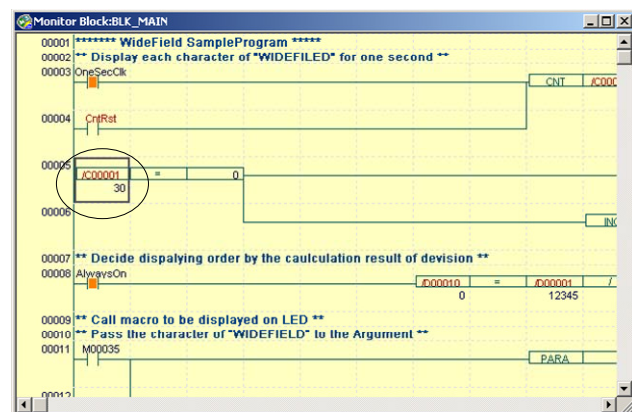 Monitor Block:BLK_MAIN
00001 ******* WideField SampleProgram *****
00002 ** Display each character of "WIDEFILED" for one second **
00003 OneSecClk
CNT /C000
00004 CntRst
00005
/C00001 = 0
30
00006
INC
00007 ** Decide dispalying order by the caulculation result of devision **
00008 AlwaysOn
/D00010 = /D00001 /
0 12345
00009 ** Call macro to be displayed on LED **
00010 ** Pass the character of "WIDEFIELD" to the Argument **
00011 M00035
PARA
00012